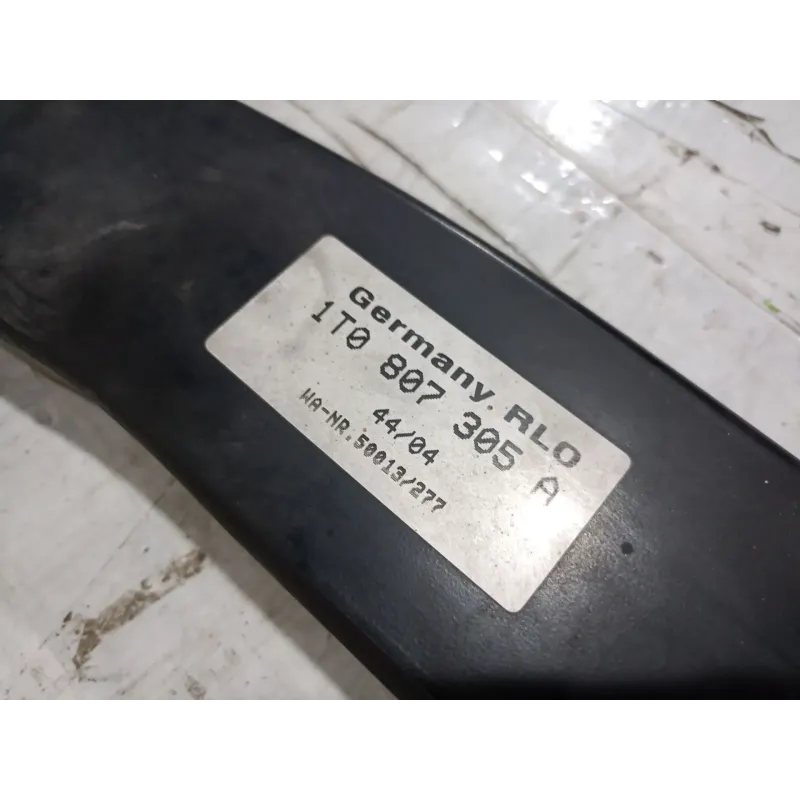 Germany. RLO
1T0 807 305 A
44/04
WA-NR.50013/277